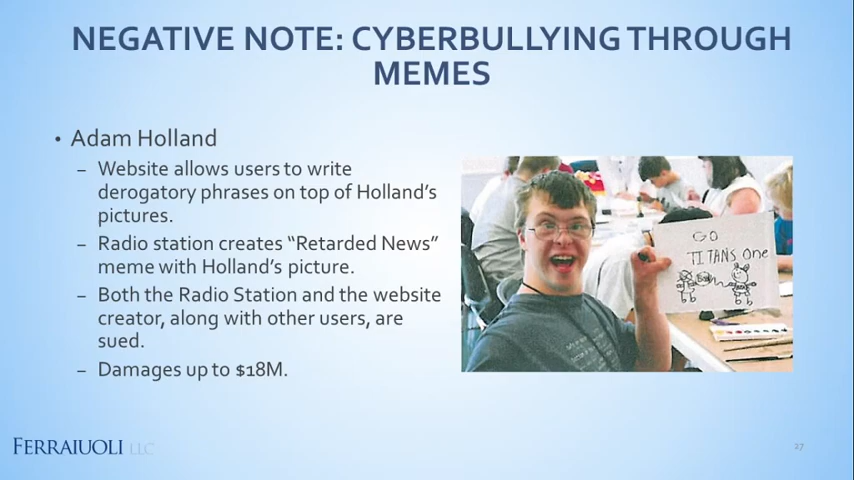 NEGATIVE NOTE: CYBERBULLYING THROUGH
MEMES
• Adam Holland
– Website allows users to write
derogatory phrases on top of Holland's
pictures.
– Radio station creates “Retarded News”
meme with Holland's picture.
– Both the Radio Station and the website
creator, along with other users, are
sued.
– Damages up to $18M.
GO
TITANS One
FERRAIUOLI LLC
27